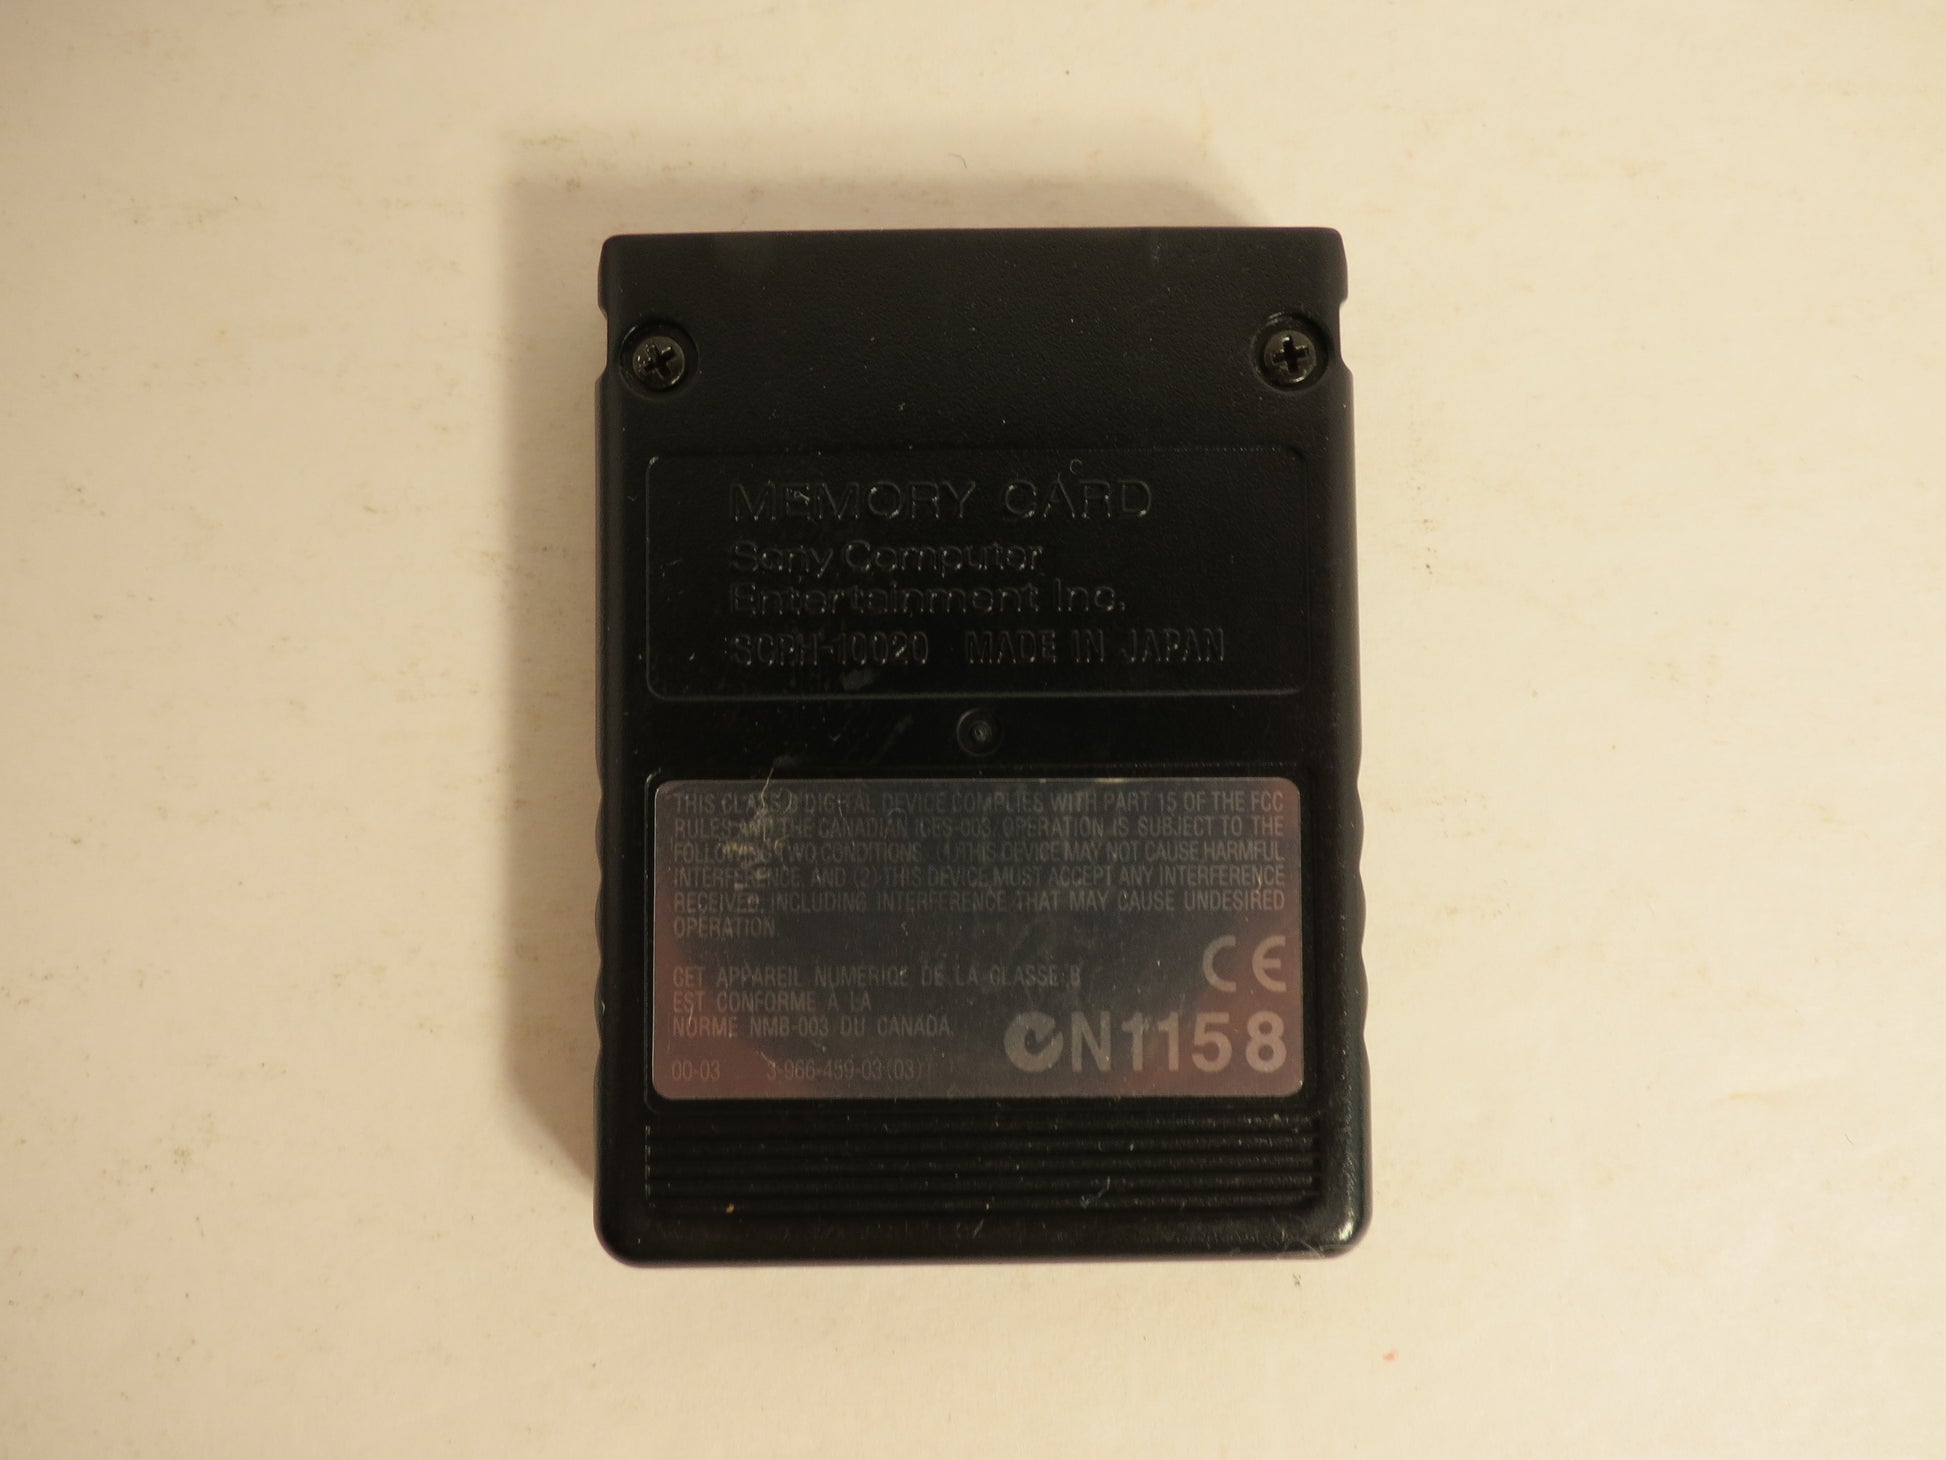 MEMORY CARD
Sony Computer
Entertainment Inc.
SCPH-10020 MADE IN JAPAN
THIS CLASS B DIGITAL DEVICE COMPLIES WITH PART 15 OF THE FCC
RULES AND THE CANADIAN ICES-003. OPERATION IS SUBJECT TO THE
FOLLOWING TWO CONDITIONS. (1) THIS DEVICE MAY NOT CAUSE HARMFUL
INTERFERENCE, AND (2) THIS DEVICE MUST ACCEPT ANY INTERFERENCE
RECEIVED, INCLUDING INTERFERENCE THAT MAY CAUSE UNDESIRED
OPERATION.
CET APPAREIL NUMÉRIQE DE LA CLASSE B
EST CONFORME À LA
NORME NMB-003 DU CANADA.
CE
N1158
00-03 3-966-459-03(03)